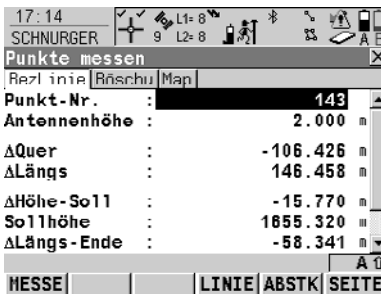 17:14 L1= 8
SCHNURGER 9 L2= 8 A
Punkte messen X
BezLinie Böschu Map
Punkt-Nr. : 143
Antennenhöhe : 2.000 m
ΔQuer : -106.426 m
ΔLängs : 146.458 m
ΔHöhe-Soll : -15.770 m
Sollhöhe : 1655.320 m
ΔLängs-Ende : -58.341 m
A
MESSE LINIE ABSTK SEITE